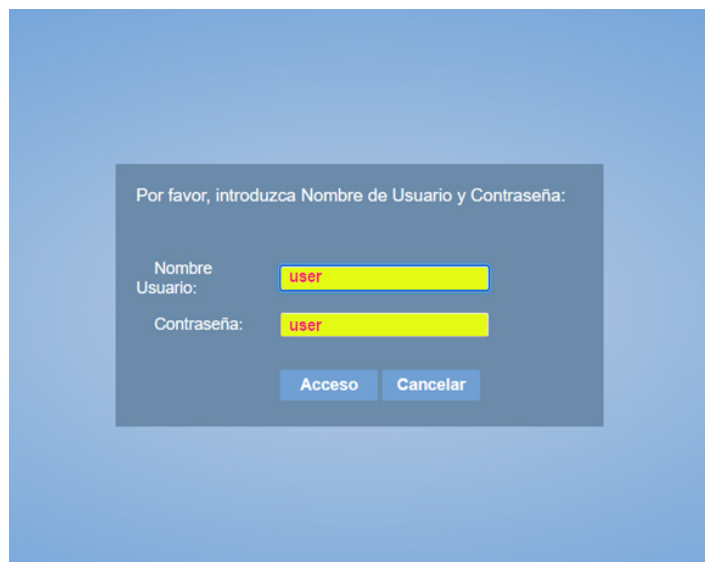 Por favor, introduzca Nombre de Usuario y Contraseña:
Nombre
Usuario:
user
Contraseña:
user
Acceso Cancelar